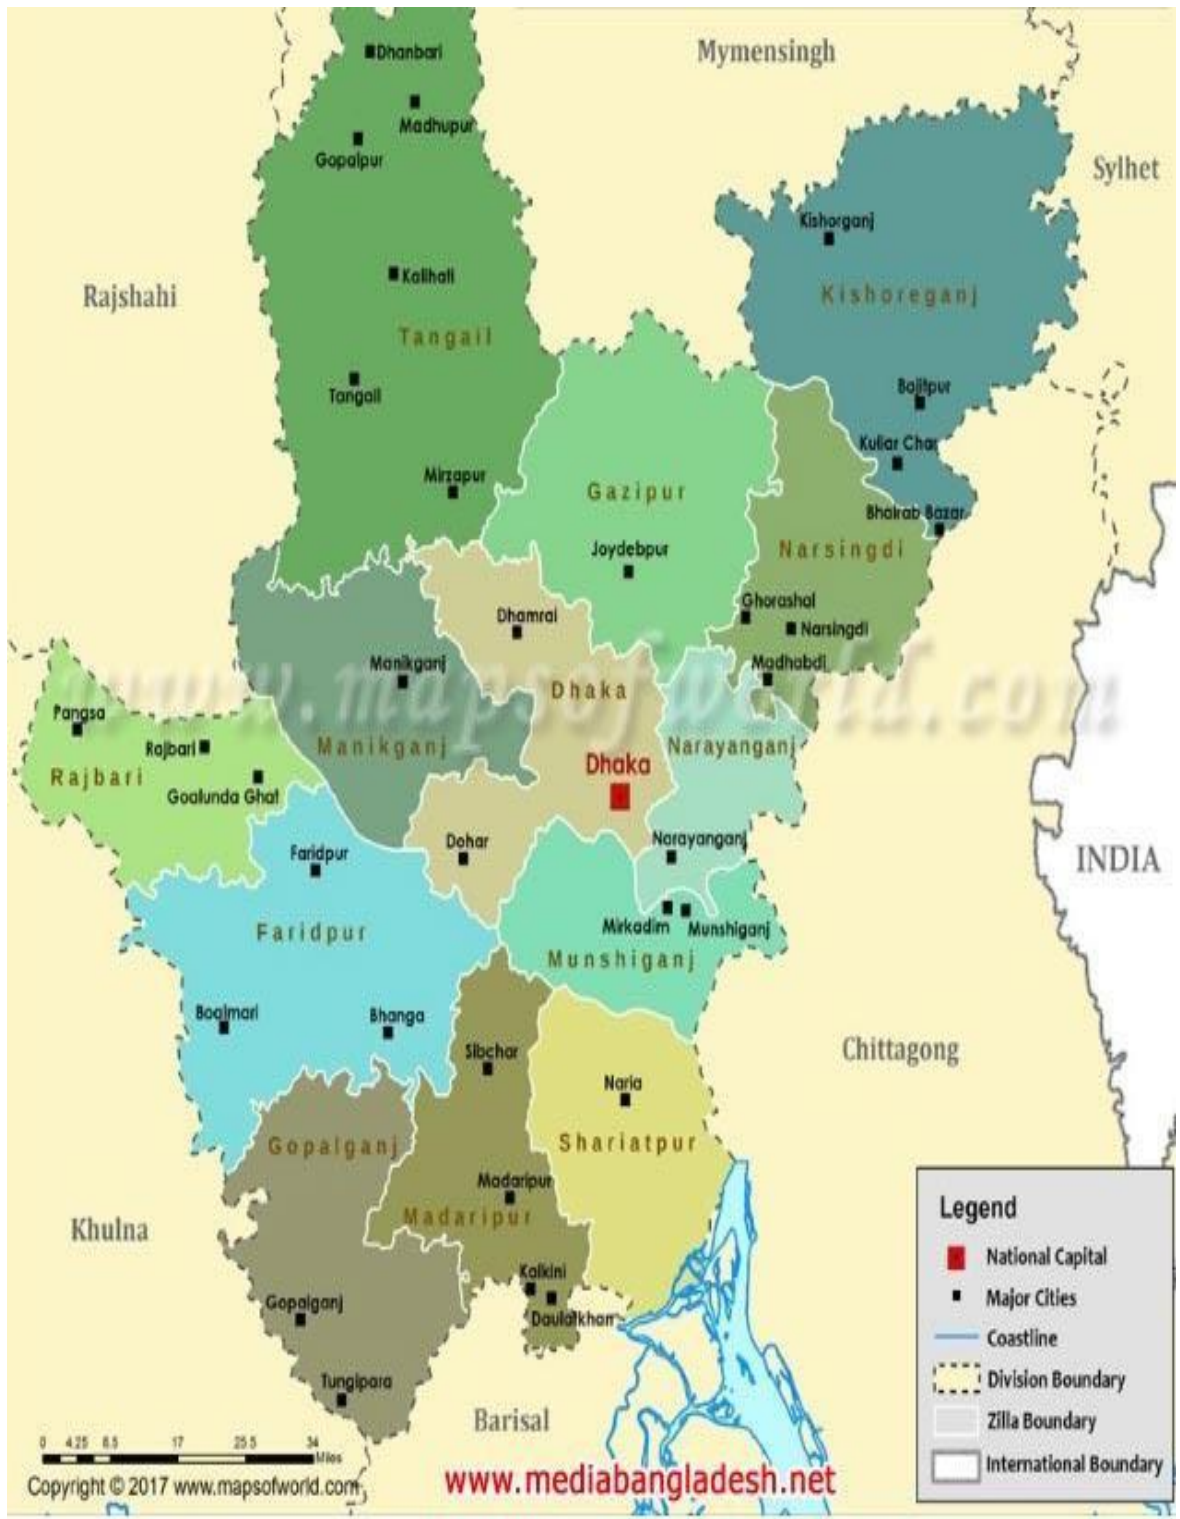 Dhanbari
Mymensingh
Madhupur
Gopalpur
Sylhet
Kishorganj
Kalihati
Rajshahi
Kishoreganj
Tangail
Tangail
Bajitpur
Kuliar Char
Mirzapur
Gazipur
Bhairab Bazar
Joydebpur
Narsingdi
Ghorashal
Dhamrai
Narsingdi
Manikganj
Madhabdi
www.mapsofworld.com
Dhaka
Pangsa
Rajbari
Manikganj
Narayanganj
Rajbari
Dhaka
Goalunda Ghat
Dohar
Narayanganj
Faridpur
INDIA
Faridpur
Mirkadim
Munshiganj
Munshiganj
Boalmari
Bhanga
Sibchar
Chittagong
Naria
Gopalganj
Shariatpur
Madaripur
Madaripur
Khulna
Kalkini
Gopalganj
Daulatkhan
Tungipara
Barisal
Legend
National Capital
Major Cities
Coastline
Division Boundary
Zilla Boundary
International Boundary
0 4.25 8.5 17 25.5 34
Miles
Copyright © 2017 www.mapsofworld.com
www.mediabangladesh.net